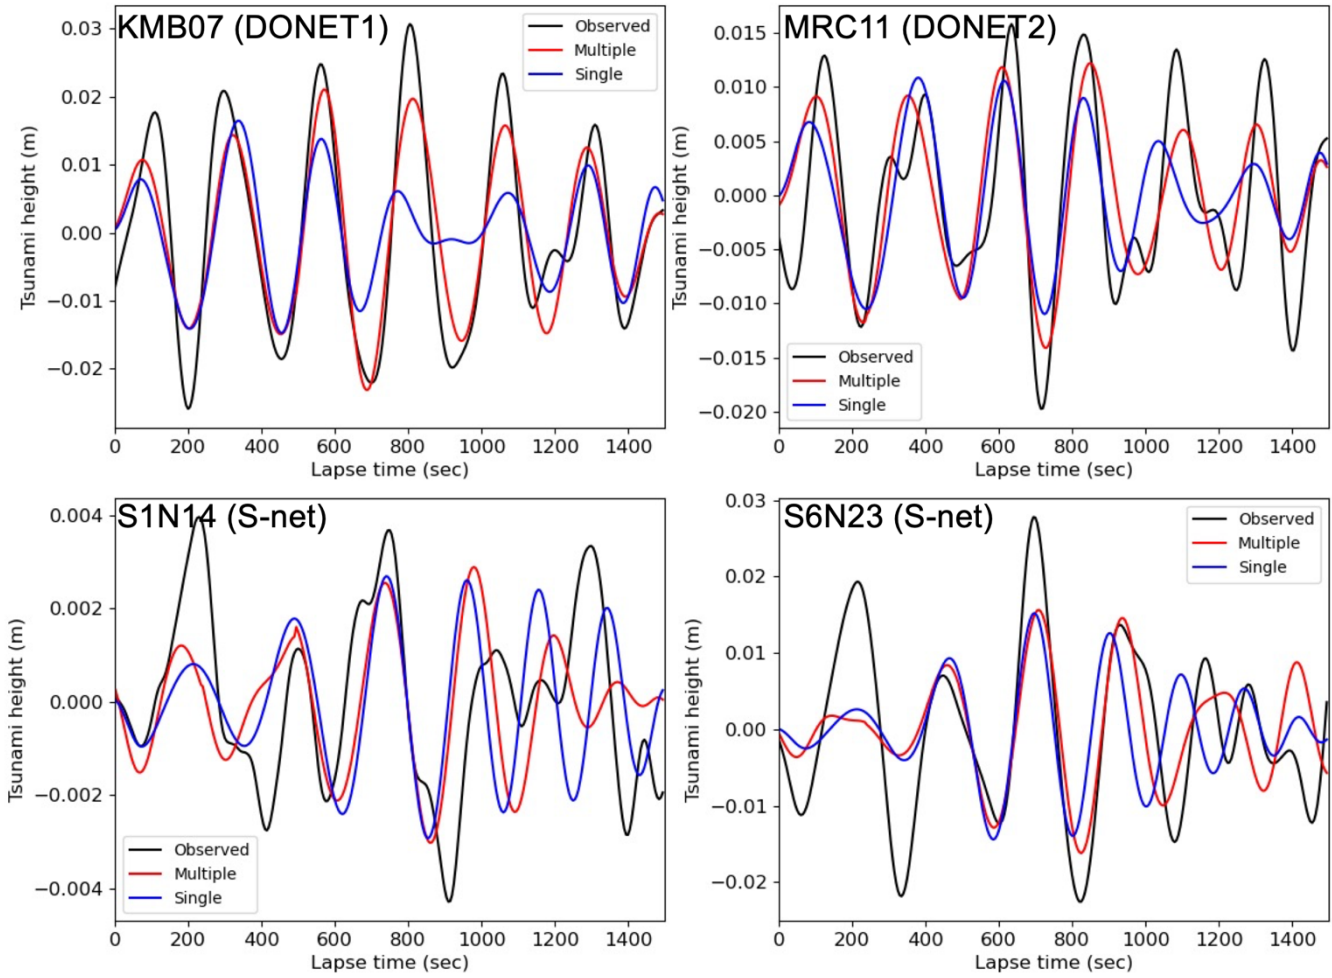 KMB07 (DONET1)
Observed
Multiple
Single
0.03
0.02
0.01
0.00
−0.01
−0.02
Tsunami height (m)
0 200 400 600 800 1000 1200 1400
Lapse time (sec)
MRC11 (DONET2)
0.015
0.010
0.005
0.000
−0.005
−0.010
−0.015
−0.020
Tsunami height (m)
Observed
Multiple
Single
0 200 400 600 800 1000 1200 1400
Lapse time (sec)
S1N14 (S-net)
0.004
0.002
0.000
−0.002
−0.004
Tsunami height (m)
Observed
Multiple
Single
0 200 400 600 800 1000 1200 1400
Lapse time (sec)
S6N23 (S-net)
Observed
Multiple
Single
0.03
0.02
0.01
0.00
−0.01
−0.02
Tsunami height (m)
0 200 400 600 800 1000 1200 1400
Lapse time (sec)